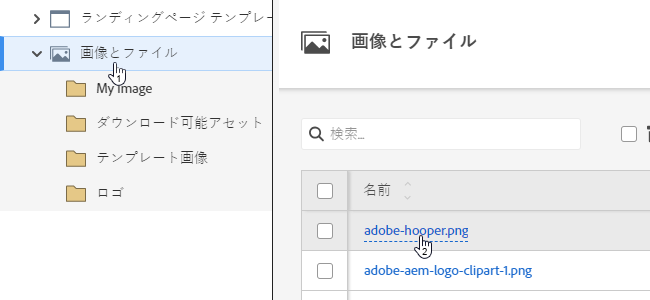 ランディングページ テンプレー
画像とファイル
1
My Image
ダウンロード可能アセット
テンプレート画像
ロゴ
画像とファイル
検索...
名前
adobe-hooper.png
2
adobe-aem-logo-clipart-1.png